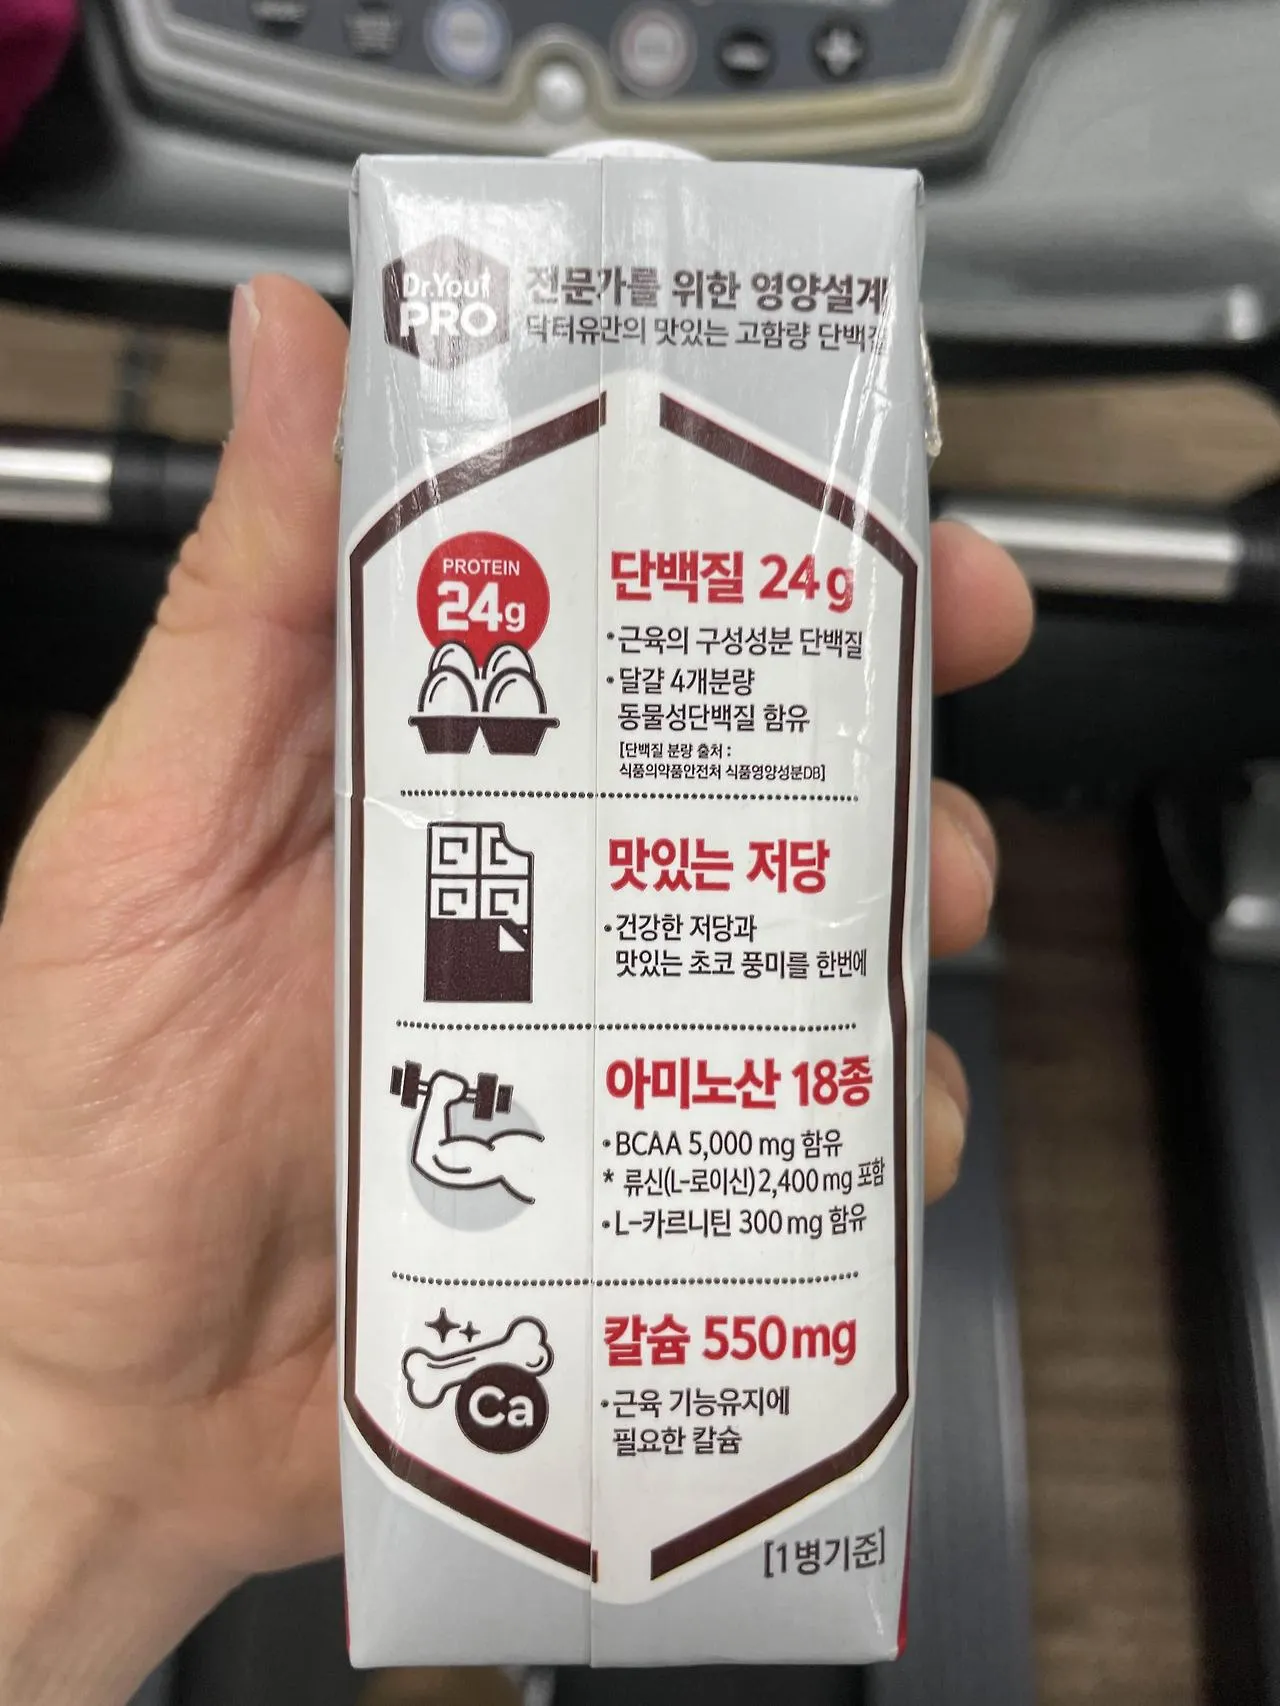 Dr.You
PRO
전문가를 위한 영양설계
닥터유만의 맛있는 고함량 단백질
PROTEIN
24g
단백질 24g
•근육의 구성성분 단백질
•달걀 4개분량
동물성단백질 함유
[단백질 분량 출처 :
식품의약품안전처 식품영양성분DB]
맛있는 저당
•건강한 저당과
맛있는 초코 풍미를 한번에
아미노산 18종
•BCAA 5,000 mg 함유
* 류신(L-로이신) 2,400 mg 포함
•L-카르니틴 300 mg 함유
Ca
칼슘 550mg
•근육 기능유지에
필요한 칼슘
[1병기준]